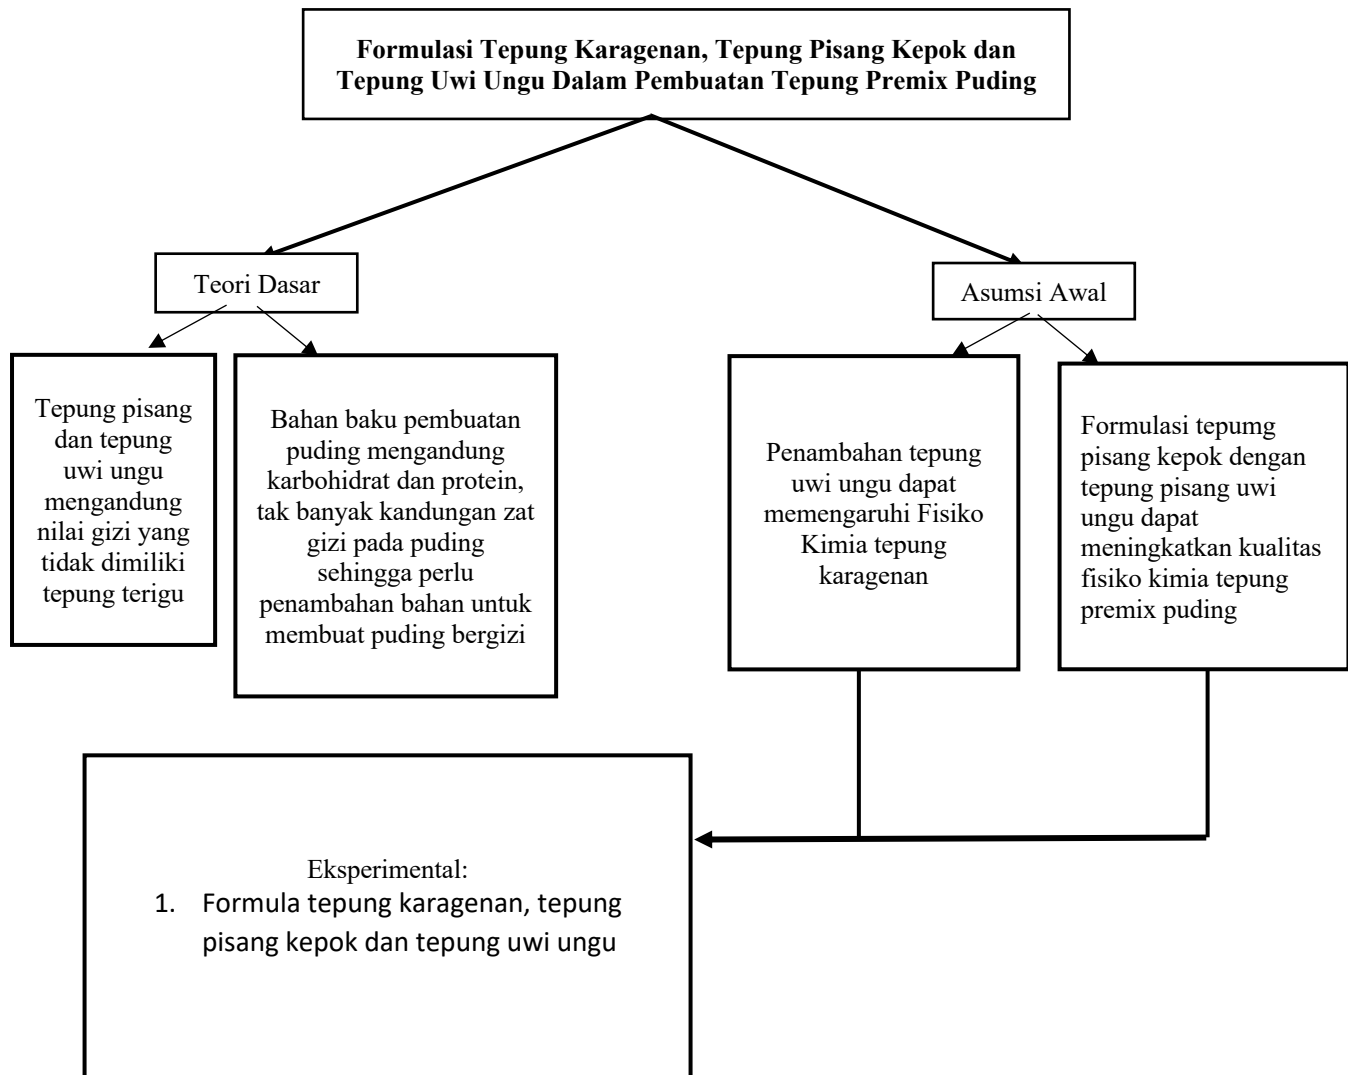 Formulasi Tepung Karagenan, Tepung Pisang Kepok dan
Tepung Uwi Ungu Dalam Pembuatan Tepung Premix Puding
Teori Dasar
Asumsi Awal
Tepung pisang
dan tepung
uwi ungu
mengandung
nilai gizi yang
tidak dimiliki
tepung terigu
Bahan baku pembuatan
puding mengandung
karbohidrat dan protein,
tak banyak kandungan zat
gizi pada puding
sehingga perlu
penambahan bahan untuk
membuat puding bergizi
Penambahan tepung
uwi ungu dapat
memengaruhi Fisiko
Kimia tepung
karagenan
Formulasi tepumg
pisang kepok dengan
tepung pisang uwi
ungu dapat
meningkatkan kualitas
fisiko kimia tepung
premix puding
Eksperimental:
1. Formula tepung karagenan, tepung
pisang kepok dan tepung uwi ungu